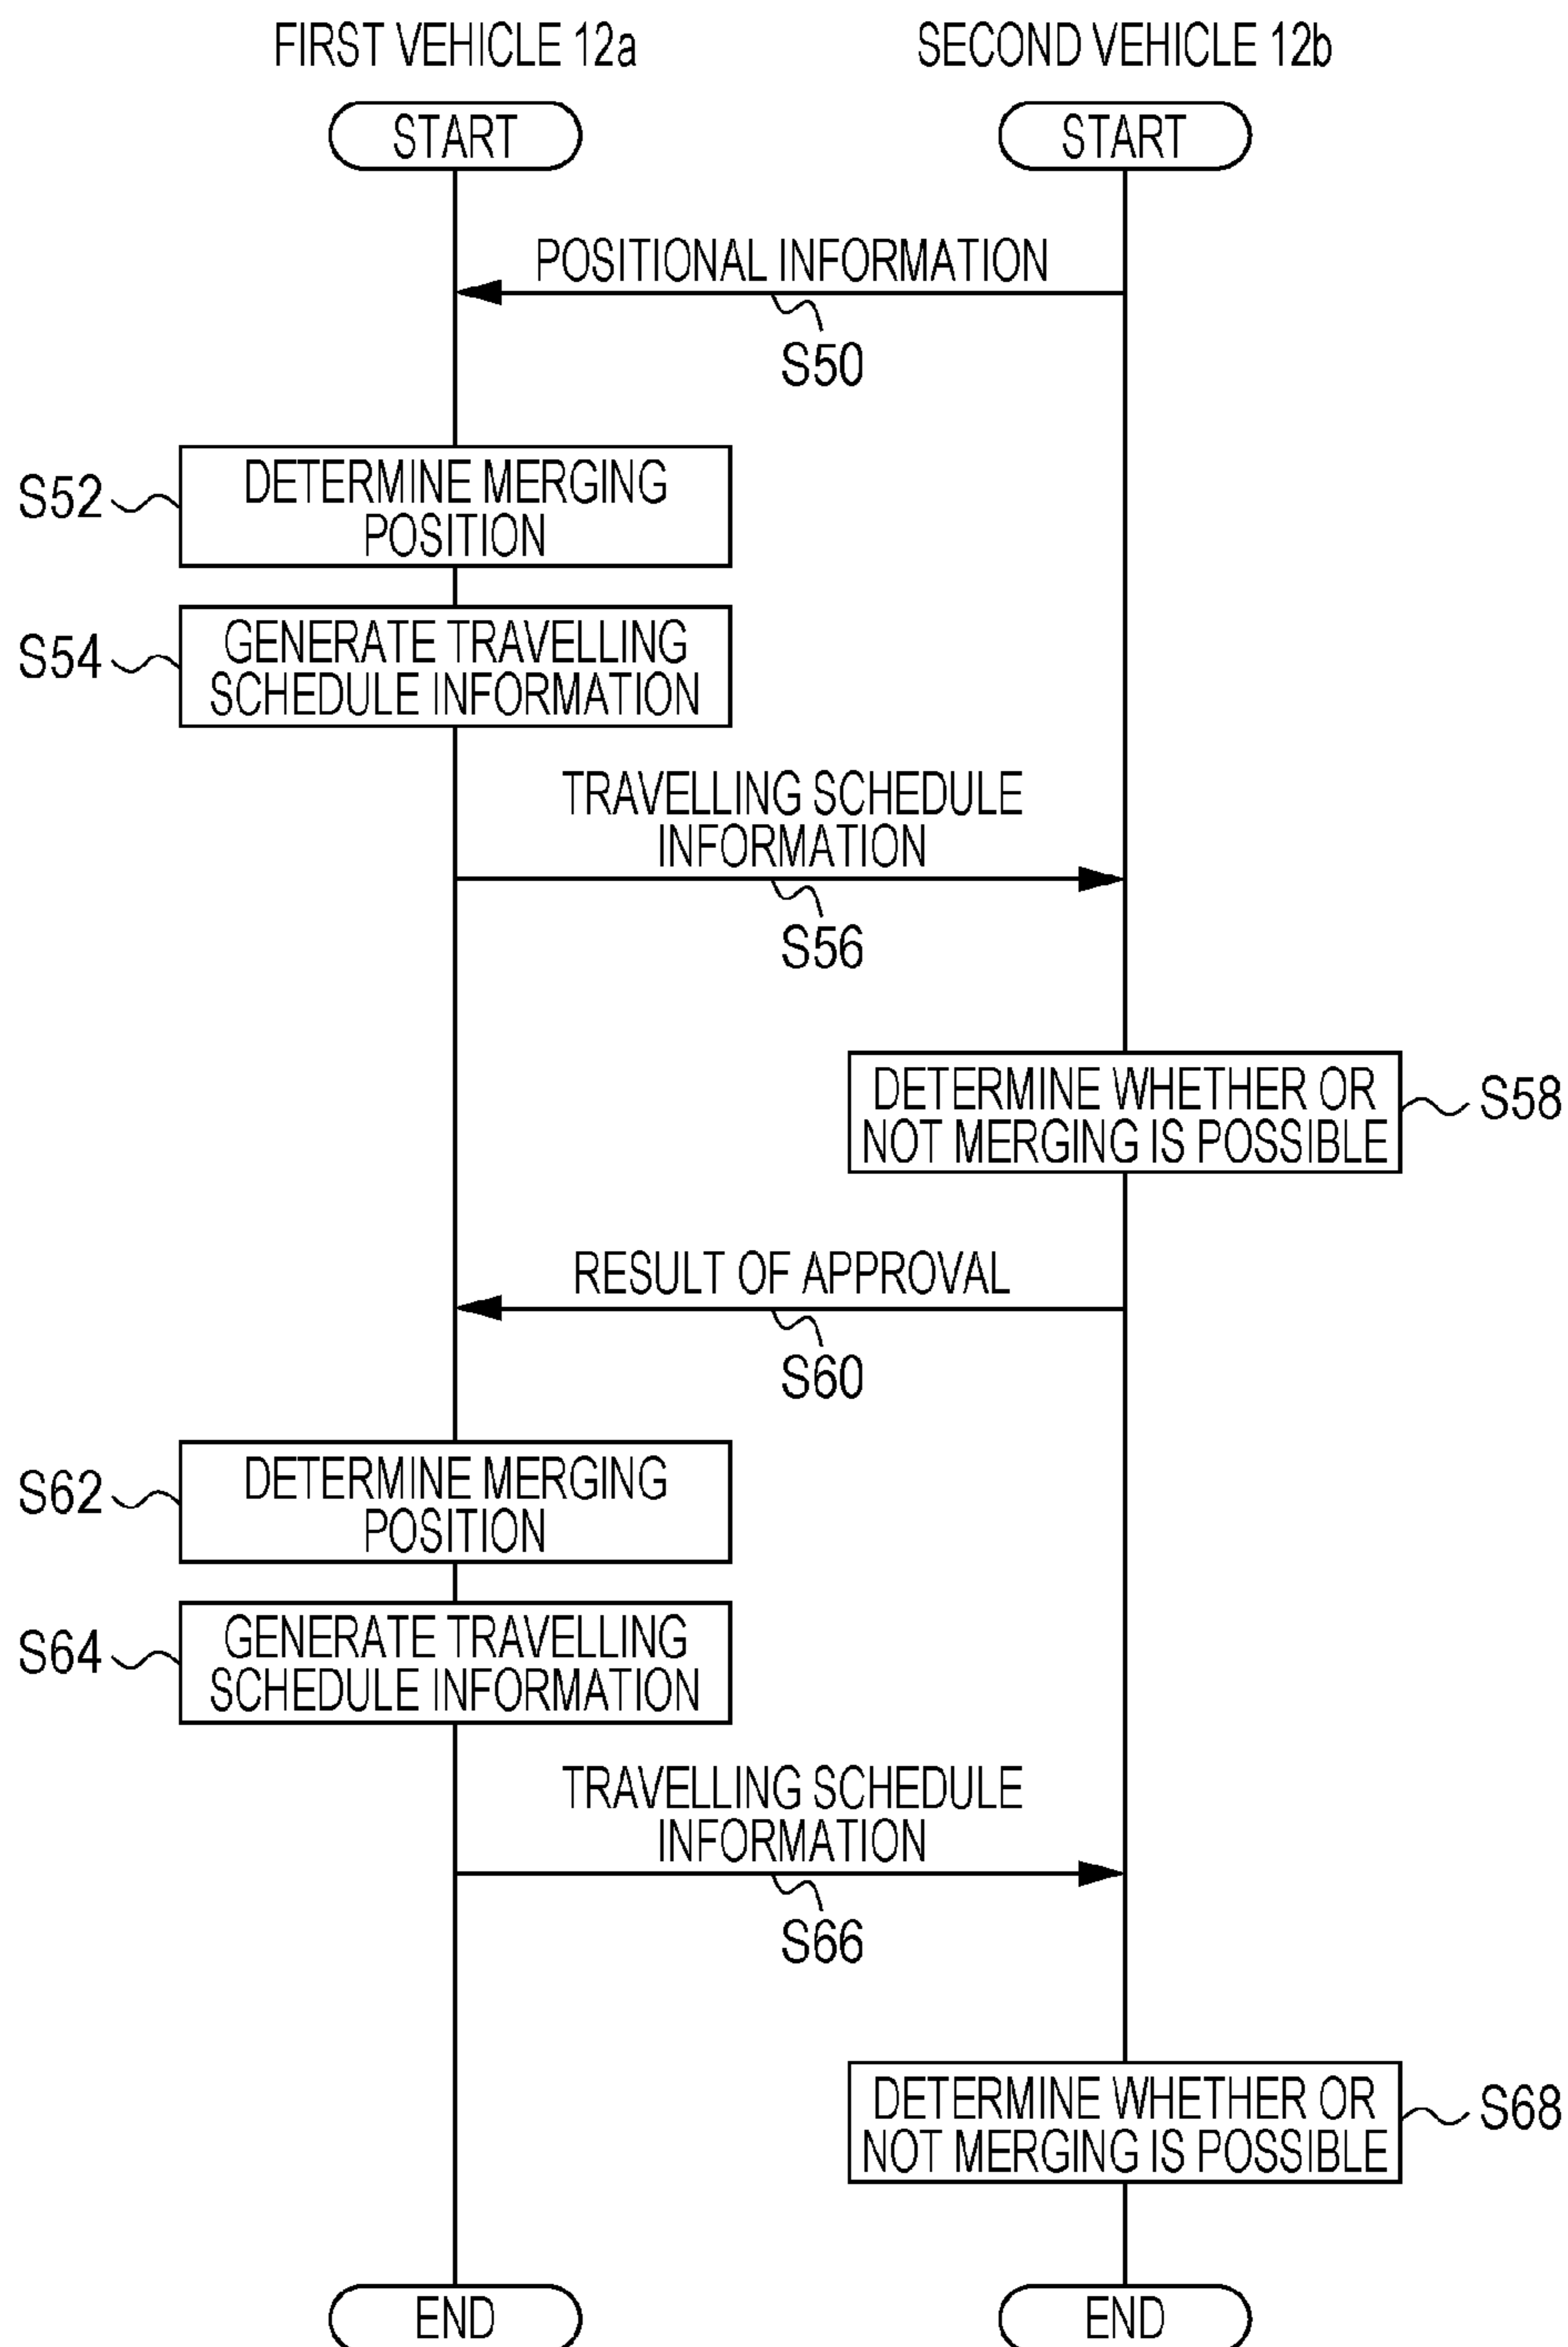 FIRST VEHICLE 12a
SECOND VEHICLE 12b
START
START
POSITIONAL INFORMATION
S50
S52
DETERMINE MERGING
POSITION
S54
GENERATE TRAVELLING
SCHEDULE INFORMATION
TRAVELLING SCHEDULE
INFORMATION
S56
DETERMINE WHETHER OR
NOT MERGING IS POSSIBLE
S58
RESULT OF APPROVAL
S60
S62
DETERMINE MERGING
POSITION
S64
GENERATE TRAVELLING
SCHEDULE INFORMATION
TRAVELLING SCHEDULE
INFORMATION
S66
DETERMINE WHETHER OR
NOT MERGING IS POSSIBLE
S68
END
END